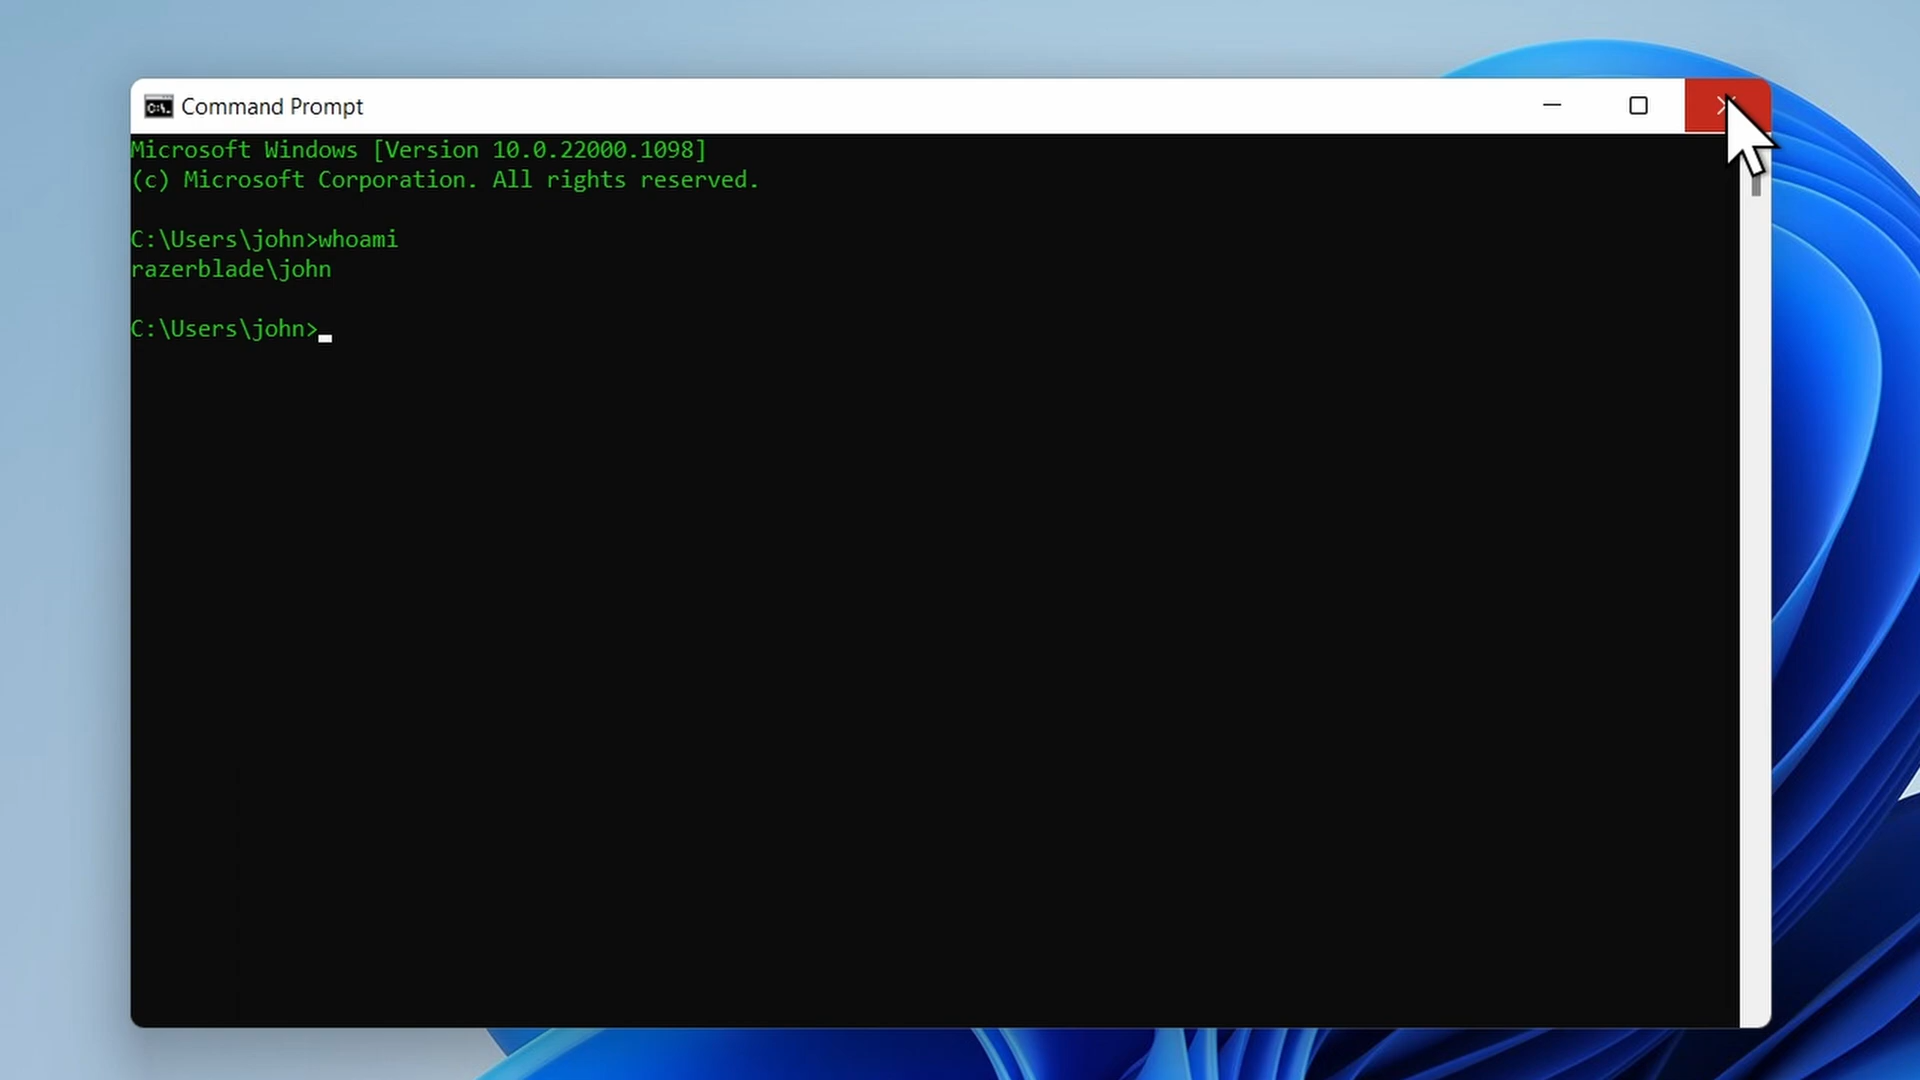 Command Prompt
Microsoft Windows [Version 10.0.22000.1098]
(c) Microsoft Corporation. All rights reserved.
C:\Users\john>whoami
razerblade\john
C:\Users\john>